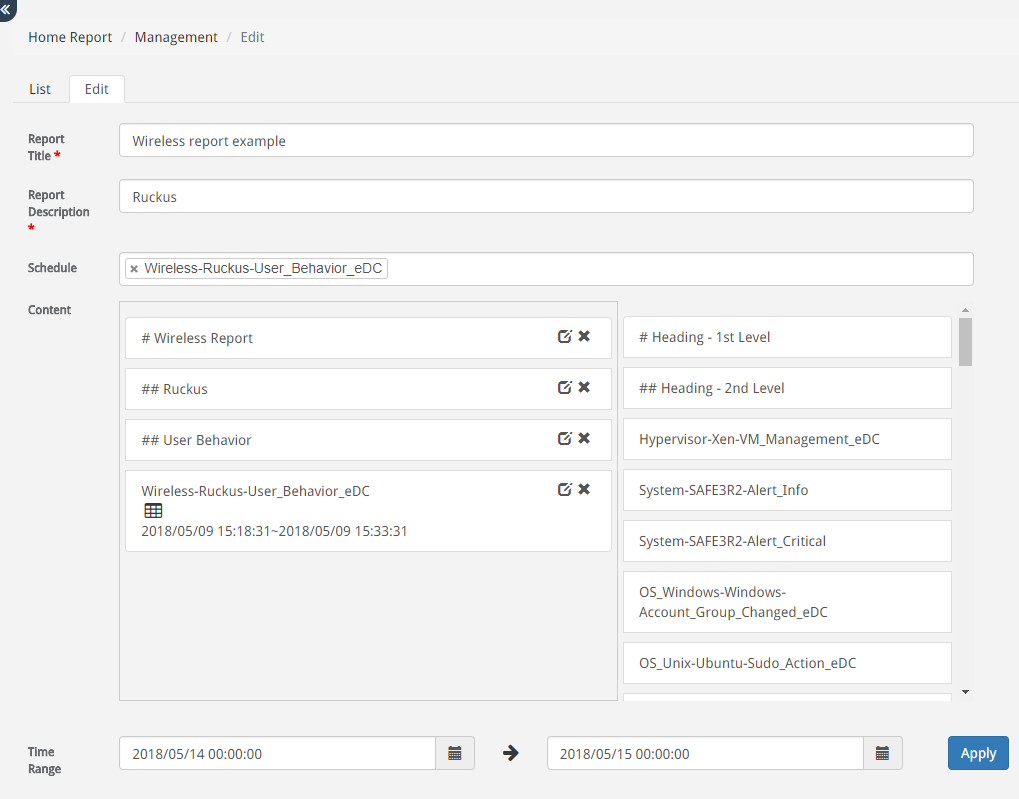 Home Report / Management / Edit
List
Edit
Report Title *
Wireless report example
Report Description *
Ruckus
Schedule
× Wireless-Ruckus-User_Behavior_eDC
Content
# Wireless Report
## Ruckus
## User Behavior
Wireless-Ruckus-User_Behavior_eDC
2018/05/09 15:18:31~2018/05/09 15:33:31
# Heading - 1st Level
## Heading - 2nd Level
Hypervisor-Xen-VM_Management_eDC
System-SAFE3R2-Alert_Info
System-SAFE3R2-Alert_Critical
OS_Windows-Windows-
Account_Group_Changed_eDC
OS_Unix-Ubuntu-Sudo_Action_eDC
Time Range
2018/05/14 00:00:00
2018/05/15 00:00:00
Apply